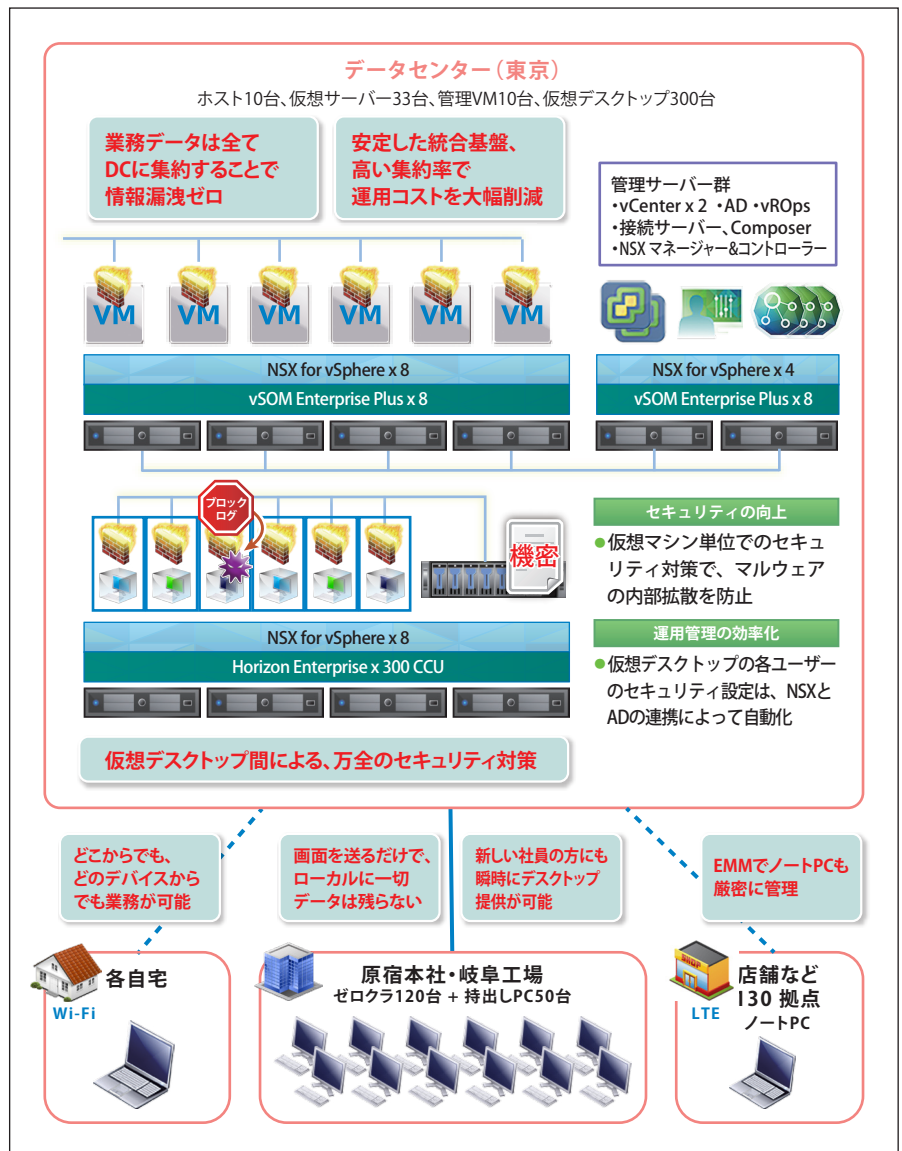 データセンター（東京）
ホスト10台、仮想サーバー33台、管理VM10台、仮想デスクトップ300台
業務データは全て
DCに集約することで
情報漏洩ゼロ
安定した統合基盤、
高い集約率で
運用コストを大幅削減
管理サーバー群
・vCenter x 2 ・AD ・vROps
・接続サーバー、Composer
・NSX マネージャー&コントローラー
VM
VM
VM
VM
VM
VM
NSX for vSphere x 8
vSOM Enterprise Plus x 8
NSX for vSphere x 4
vSOM Enterprise Plus x 8
ブロック
ログ
機密
NSX for vSphere x 8
Horizon Enterprise x 300 CCU
セキュリティの向上
●仮想マシン単位でのセキュ
リティ対策で、マルウェア
の内部拡散を防止
運用管理の効率化
●仮想デスクトップの各ユーザー
のセキュリティ設定は、NSXと
ADの連携によって自動化
仮想デスクトップ間による、万全のセキュリティ対策
どこからでも、
どのデバイスから
でも業務が可能
画面を送るだけで、
ローカルに一切
データは残らない
新しい社員の方にも
瞬時にデスクトップ
提供が可能
EMMでノートPCも
厳密に管理
各自宅
Wi-Fi
原宿本社・岐阜工場
ゼロクラ120台 + 持出しPC50台
SHOP
LTE
店舗など
130 拠点
ノートPC